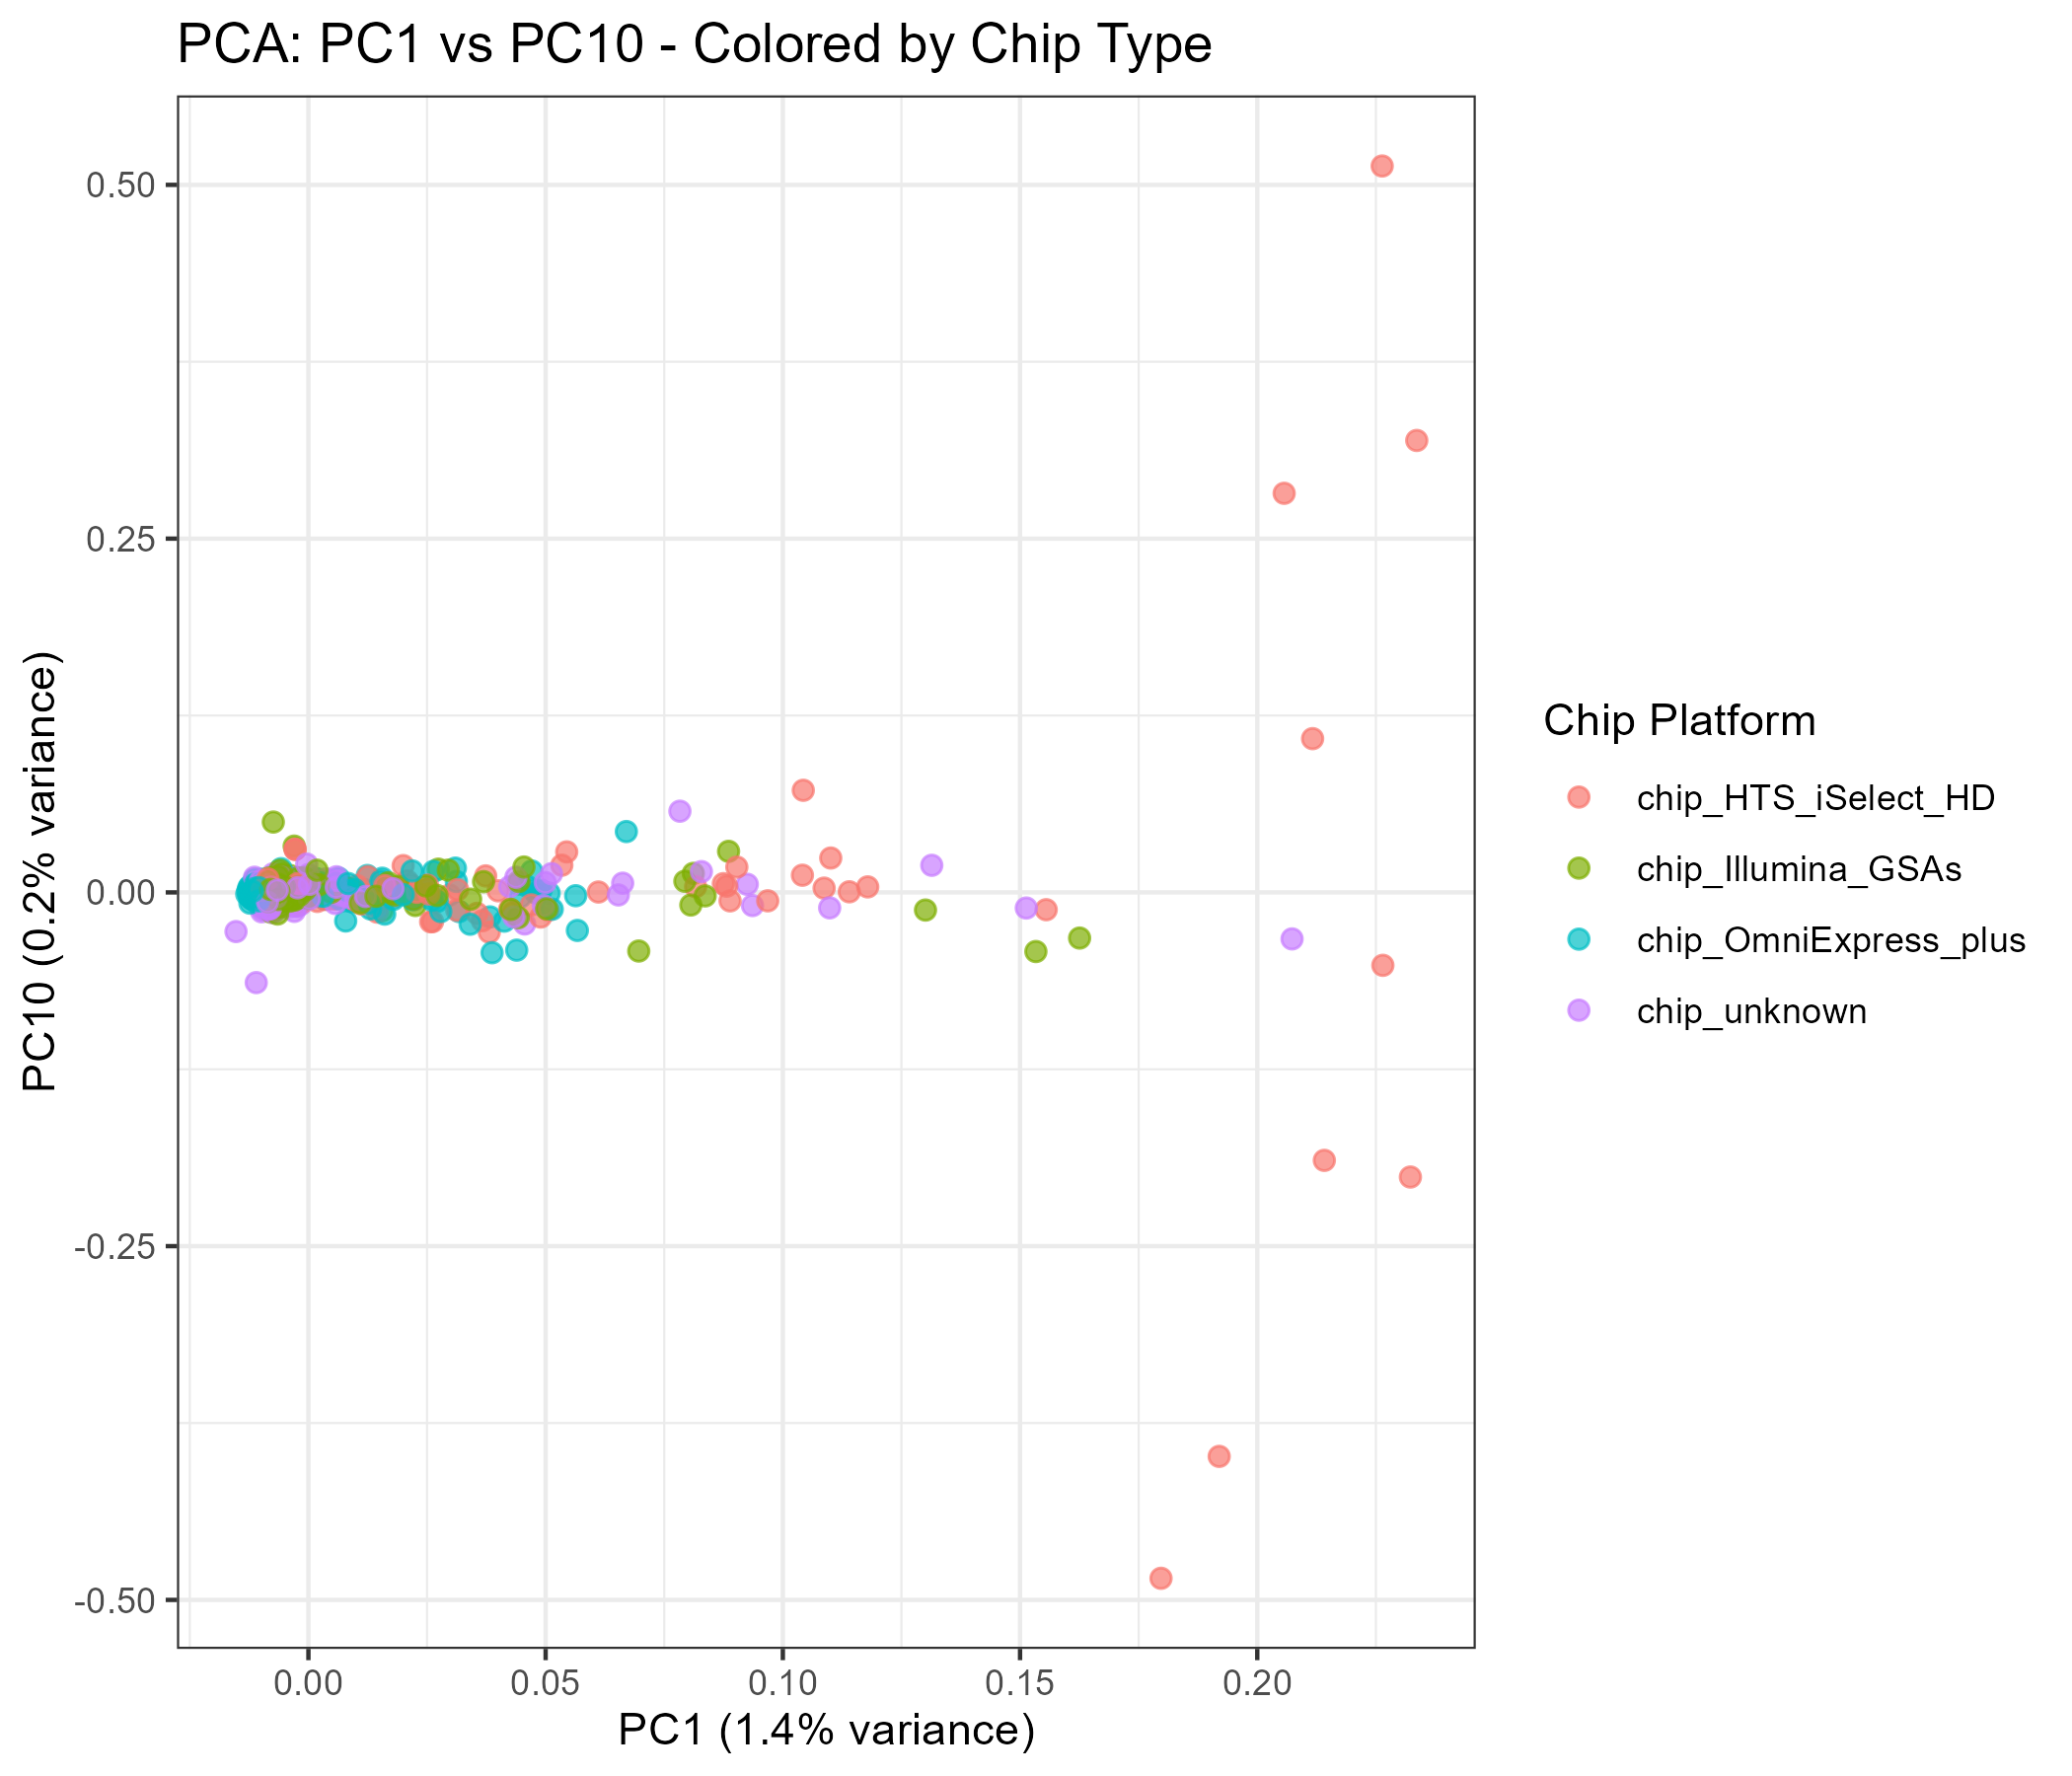 PCA: PC1 vs PC10 - Colored by Chip Type
0.50
0.25
0.00
-0.25
-0.50
PC10 (0.2% variance)
0.00 0.05 0.10 0.15 0.20
PC1 (1.4% variance)
Chip Platform
chip_HTS_iSelect_HD
chip_Illumina_GSAs
chip_OmniExpress_plus
chip_unknown